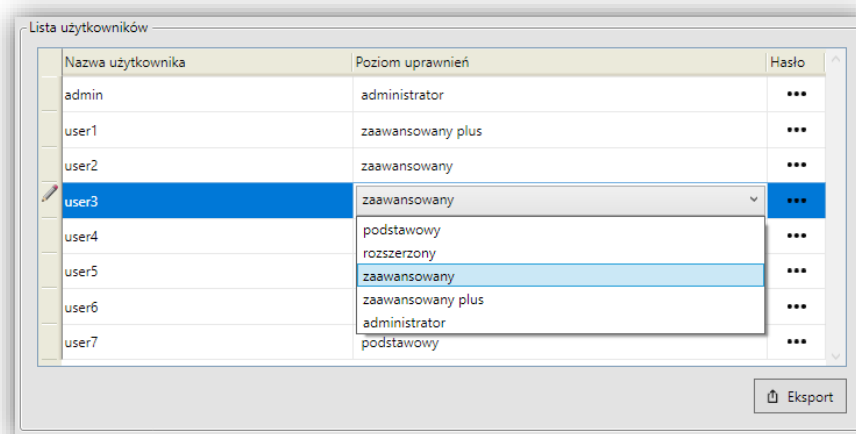 Lista użytkowników
Nazwa użytkownika Poziom uprawnień Hasło
admin administrator •••
user1 zaawansowany plus •••
user2 zaawansowany •••
user3 zaawansowany •••
user4 podstawowy •••
rozszerzony
user5 zaawansowany •••
user6 zaawansowany plus •••
administrator
user7 podstawowy •••
Eksport